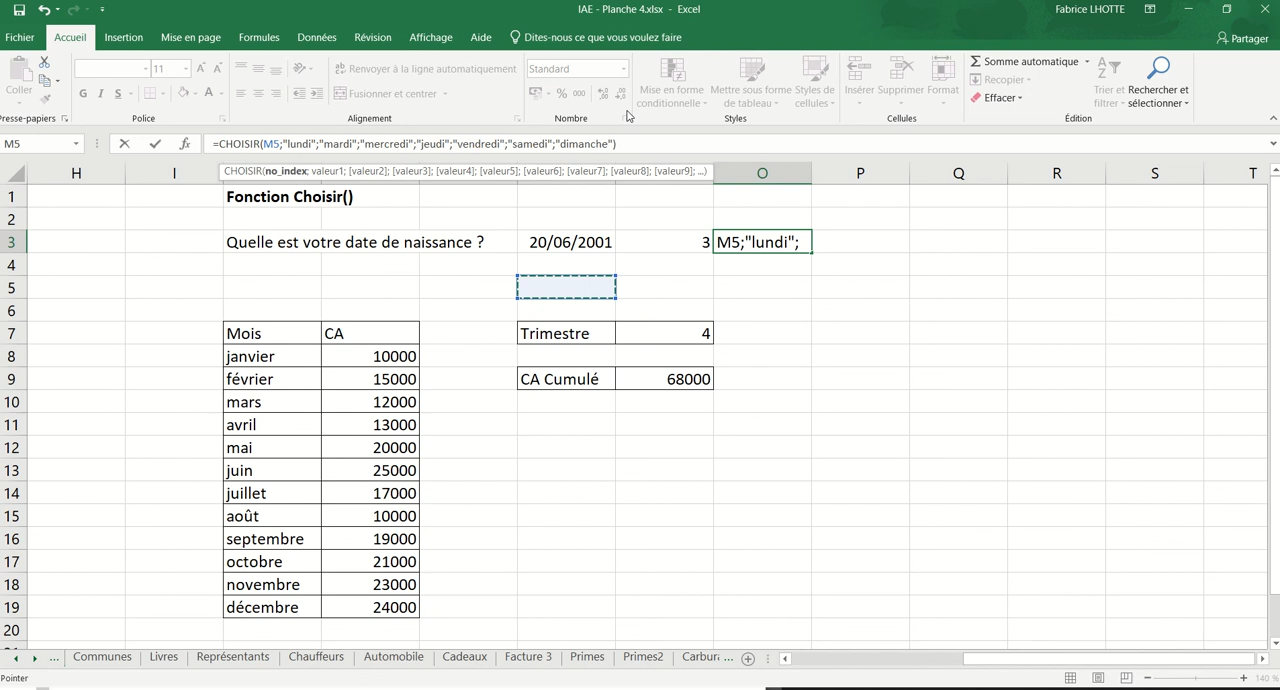 IAE - Planche 4.xlsx - Excel
Fabrice LHOTTE
Fichier Accueil Insertion Mise en page Formules Données Révision Affichage Aide Dites-nous ce que vous voulez faire Partager
Coller
11
G I S
Renvoyer à la ligne automatiquement
Fusionner et centrer
Standard
% 000
Mise en forme conditionnelle
Mettre sous forme de tableau
Styles de cellules
Insérer Supprimer Format
Σ Somme automatique
Recopier
Effacer
Trier et filtrer
Rechercher et sélectionner
Presse-papiers Police Alignement Nombre Styles Cellules Édition
M5 fx =CHOISIR(M5;"lundi";"mardi";"mercredi";"jeudi";"vendredi";"samedi";"dimanche")
CHOISIR(no_index; valeur1; [valeur2]; [valeur3]; [valeur4]; [valeur5]; [valeur6]; [valeur7]; [valeur8]; [valeur9]; ...)
H I O P Q R S T
1 Fonction Choisir()
2
3 Quelle est votre date de naissance ? 20/06/2001 3 M5;"lundi";
4
5
6
7 Mois CA Trimestre 4
8 janvier 10000
9 février 15000 CA Cumulé 68000
10 mars 12000
11 avril 13000
12 mai 20000
13 juin 25000
14 juillet 17000
15 août 10000
16 septembre 19000
17 octobre 21000
18 novembre 23000
19 décembre 24000
20
... Communes Livres Représentants Chauffeurs Automobile Cadeaux Facture 3 Primes Primes2 Carbura ...
Pointer 140 %